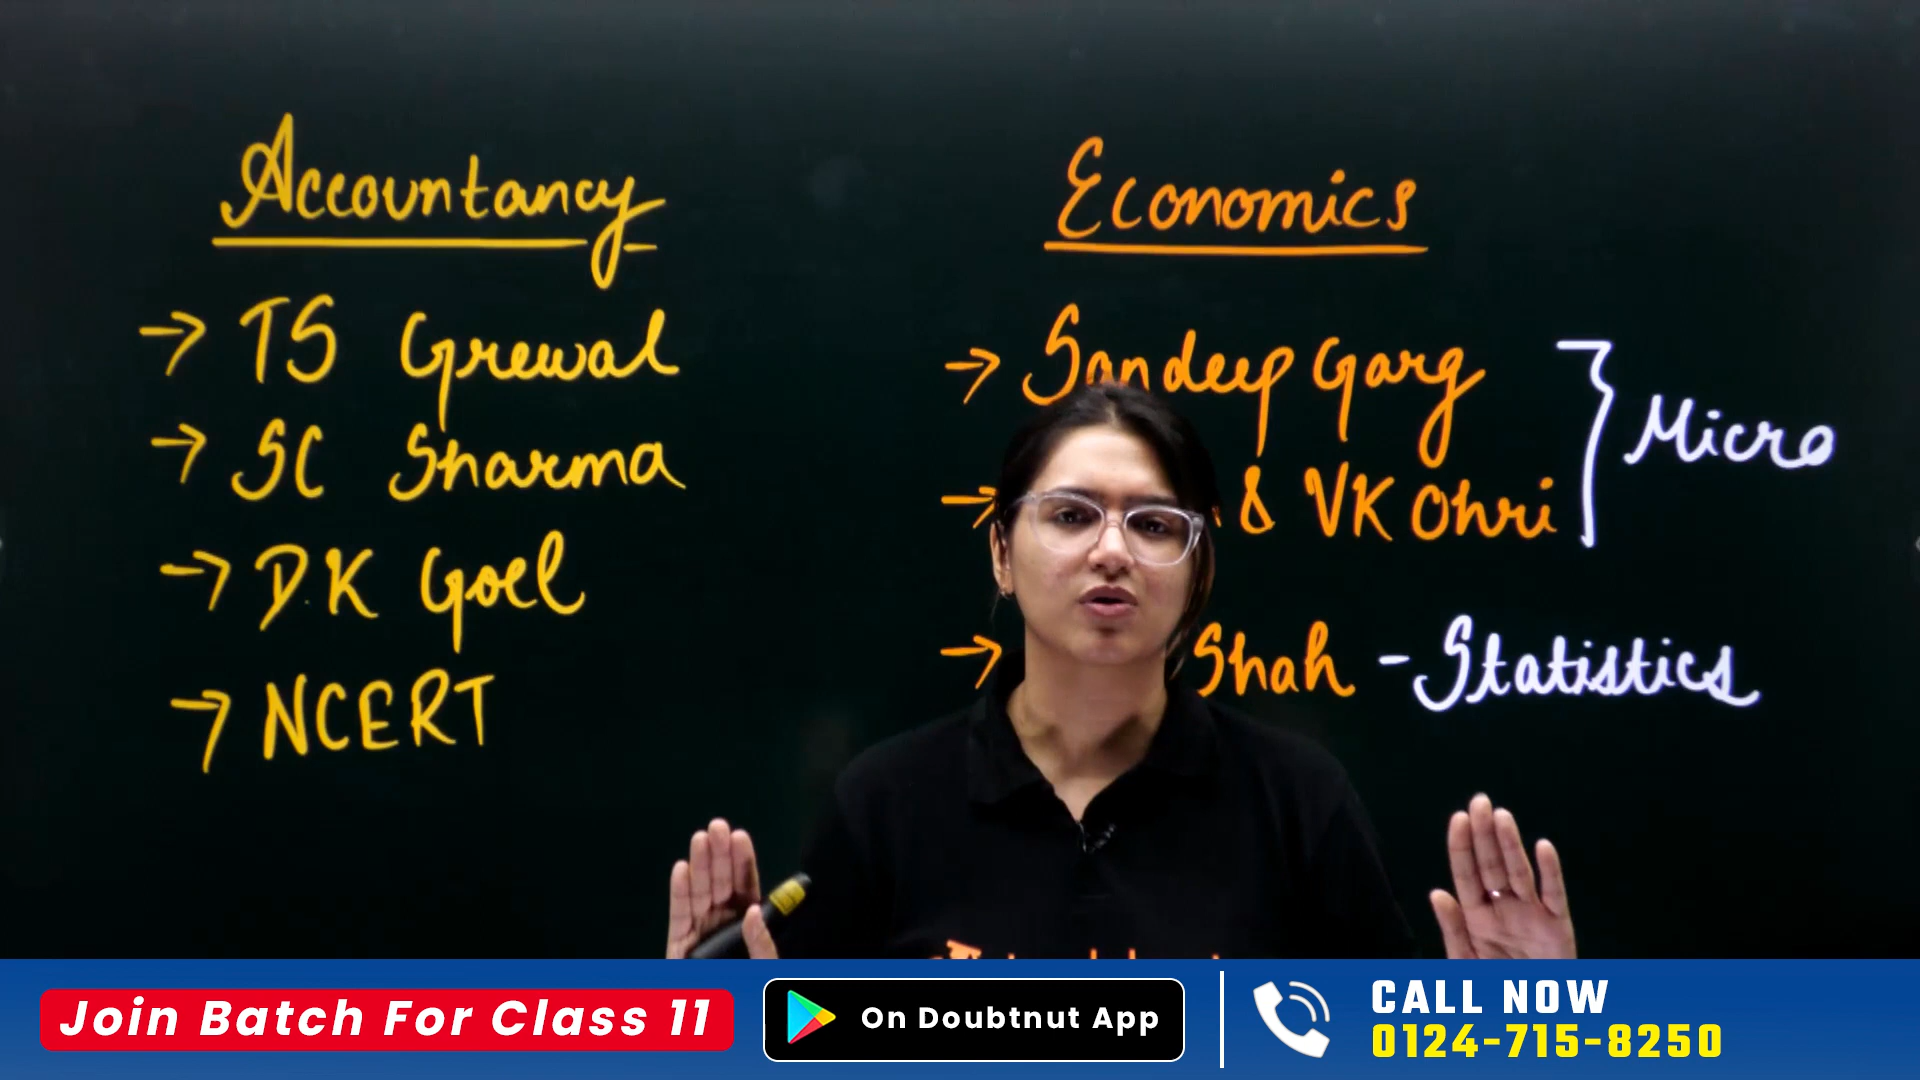 Accountancy
→ TS Grewal
→ SC Sharma
→ D.K Goel
→ NCERT
Economics
→ Sandeep Garg
→ & VK Ohri
Micro
→ Shah - Statistics
Join Batch For Class 11
On Doubtnut App
CALL NOW
0124-715-8250